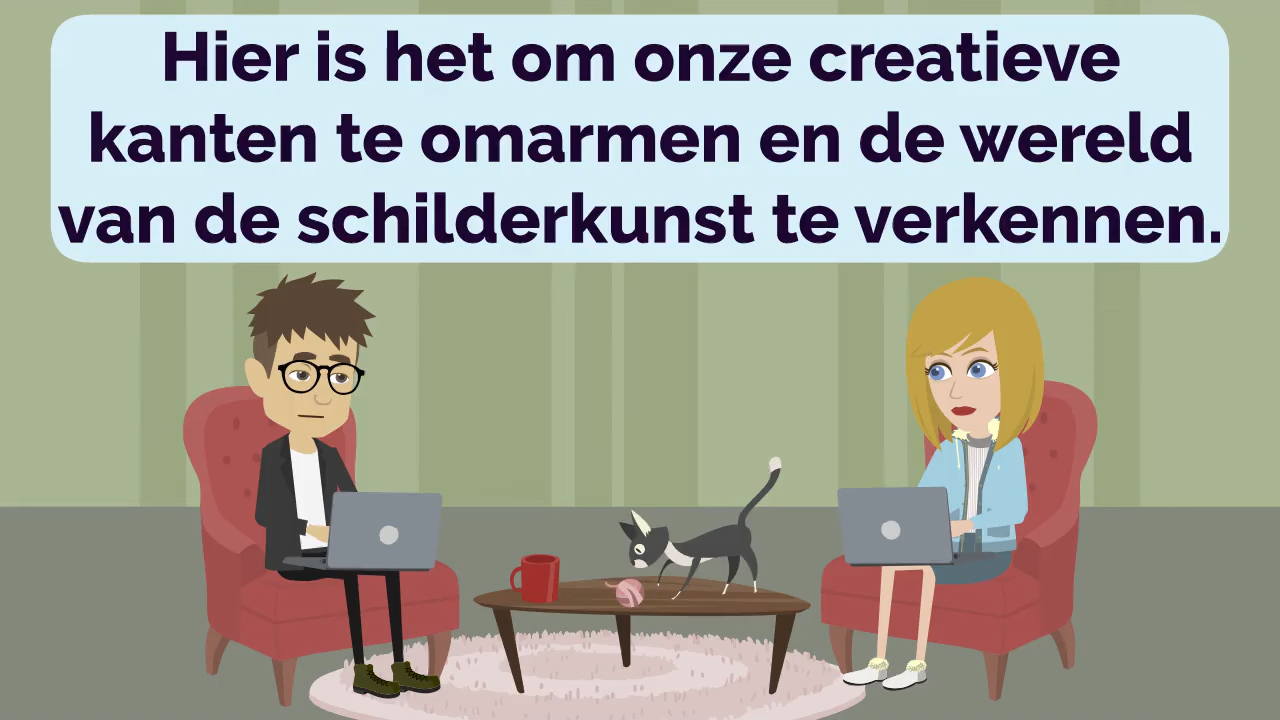 Hier is het om onze creatieve
kanten te omarmen en de wereld
van de schilderkunst te verkennen.